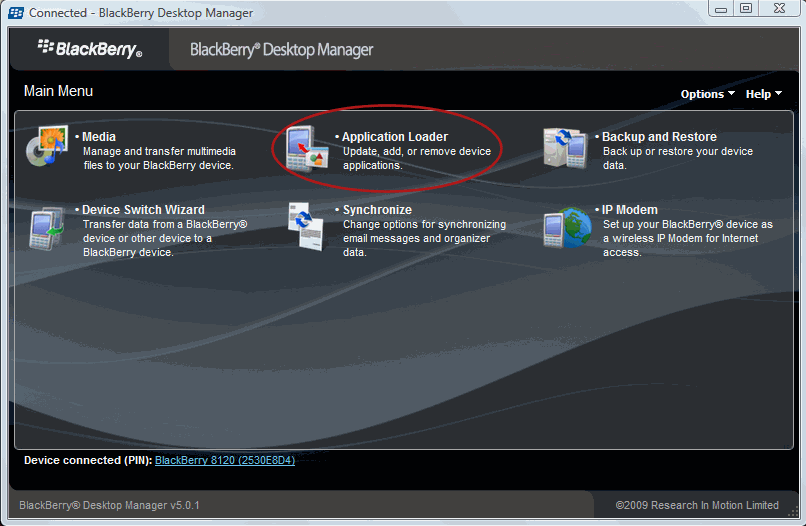 Connected - BlackBerry Desktop Manager
BlackBerry®
BlackBerry® Desktop Manager
Main Menu
Options
Help
• Media
Manage and transfer multimedia
files to your BlackBerry device.
• Application Loader
Update, add, or remove device
applications.
• Backup and Restore
Back up or restore your device
data.
• Device Switch Wizard
Transfer data from a BlackBerry®
device or other device to a
BlackBerry device.
• Synchronize
Change options for synchronizing
email messages and organizer
data.
• IP Modem
Set up your BlackBerry® device as
a wireless IP Modem for Internet
access.
Device connected (PIN): BlackBerry 8120 (2530E8D4)
BlackBerry® Desktop Manager v5.0.1
©2009 Research In Motion Limited